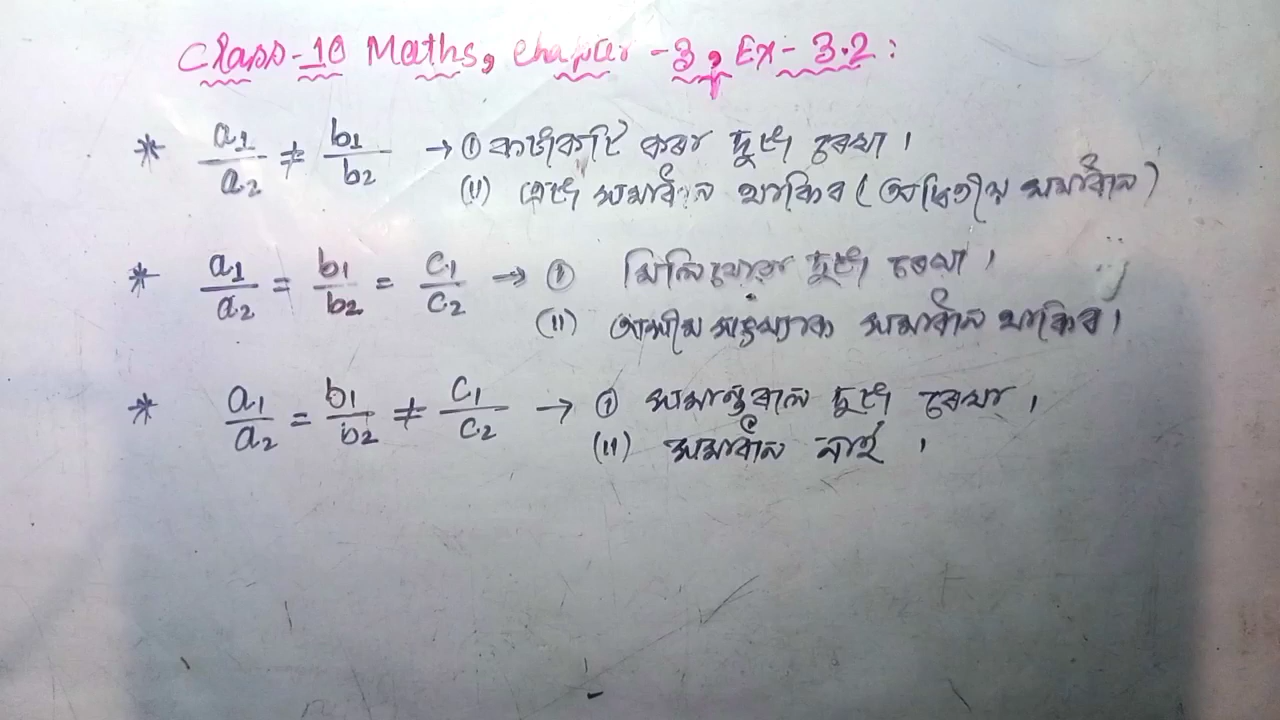 Class-10 Maths, Chapter -3, Ex- 3.2:
* a₁/a₂ ≠ b₁/b₂ → (i) কটাকটি কৰা দুটা ৰেখা ।
(ii) এটা সমাধান থাকিব (অদ্বিতীয় সমাধান)
* a₁/a₂ = b₁/b₂ = c₁/c₂ → (i) মিলি যোৱা দুটা ৰেখা ।
(ii) অসীম সংখ্যক সমাধান থাকিব ।
* a₁/a₂ = b₁/b₂ ≠ c₁/c₂ → (i) সমান্তৰাল দুটা ৰেখা ।
(ii) সমাধান নাই ।